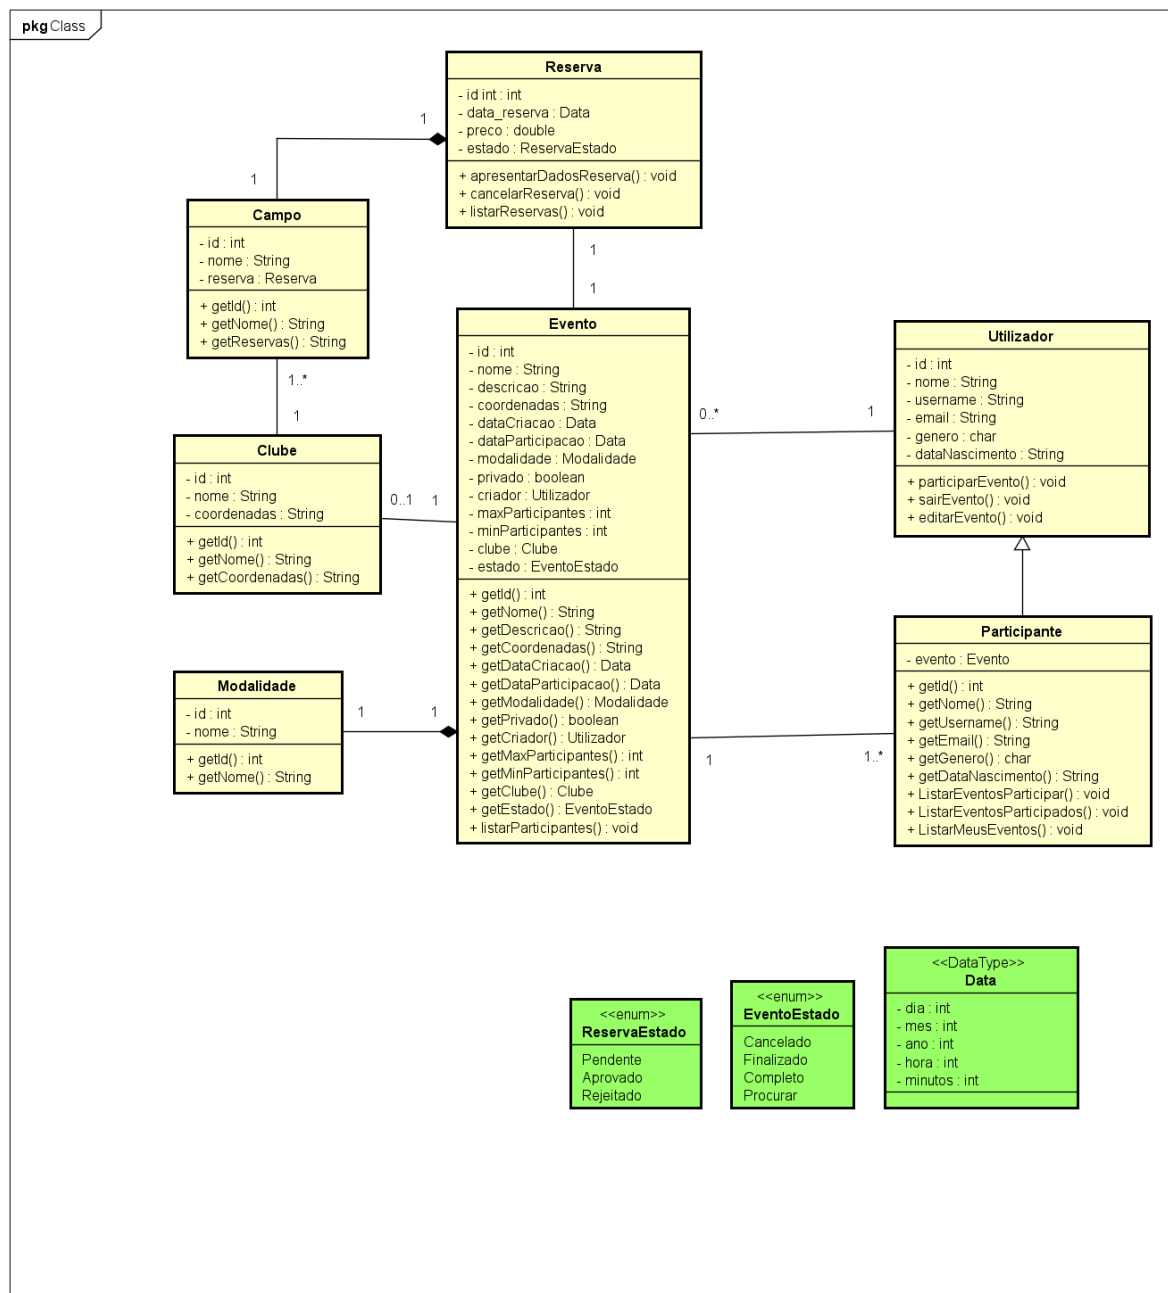 pkg Class
Reserva
- id int : int
- data_reserva : Data
- preco : double
- estado : ReservaEstado
+ apresentarDadosReserva() : void
+ cancelarReserva() : void
+ listarReservas() : void
1
1
Campo
- id : int
- nome : String
- reserva : Reserva
+ getId() : int
+ getNome() : String
+ getReservas() : String
1
1
1..*
1
Clube
- id : int
- nome : String
- coordenadas : String
+ getId() : int
+ getNome() : String
+ getCoordenadas() : String
0..1
1
Evento
- id : int
- nome : String
- descricao : String
- coordenadas : String
- dataCriacao : Data
- dataParticipacao : Data
- modalidade : Modalidade
- privado : boolean
- criador : Utilizador
- maxParticipantes : int
- minParticipantes : int
- clube : Clube
- estado : EventoEstado
+ getId() : int
+ getNome() : String
+ getDescricao() : String
+ getCoordenadas() : String
+ getDataCriacao() : Data
+ getDataParticipacao() : Data
+ getModalidade() : Modalidade
+ getPrivado() : boolean
+ getCriador() : Utilizador
+ getMaxParticipantes() : int
+ getMinParticipantes() : int
+ getClube() : Clube
+ getEstado() : EventoEstado
+ listarParticipantes() : void
0..*
1
Utilizador
- id : int
- nome : String
- username : String
- email : String
- genero : char
- dataNascimento : String
+ participarEvento() : void
+ sairEvento() : void
+ editarEvento() : void
Modalidade
- id : int
- nome : String
+ getId() : int
+ getNome() : String
1
1
1
1..*
Participante
- evento : Evento
+ getId() : int
+ getNome() : String
+ getUsername() : String
+ getEmail() : String
+ getGenero() : char
+ getDataNascimento() : String
+ ListarEventosParticipar() : void
+ ListarEventosParticipados() : void
+ ListarMeusEventos() : void
<<enum>>
ReservaEstado
Pendente
Aprovado
Rejeitado
<<enum>>
EventoEstado
Cancelado
Finalizado
Completo
Procurar
<<DataType>>
Data
- dia : int
- mes : int
- ano : int
- hora : int
- minutos : int